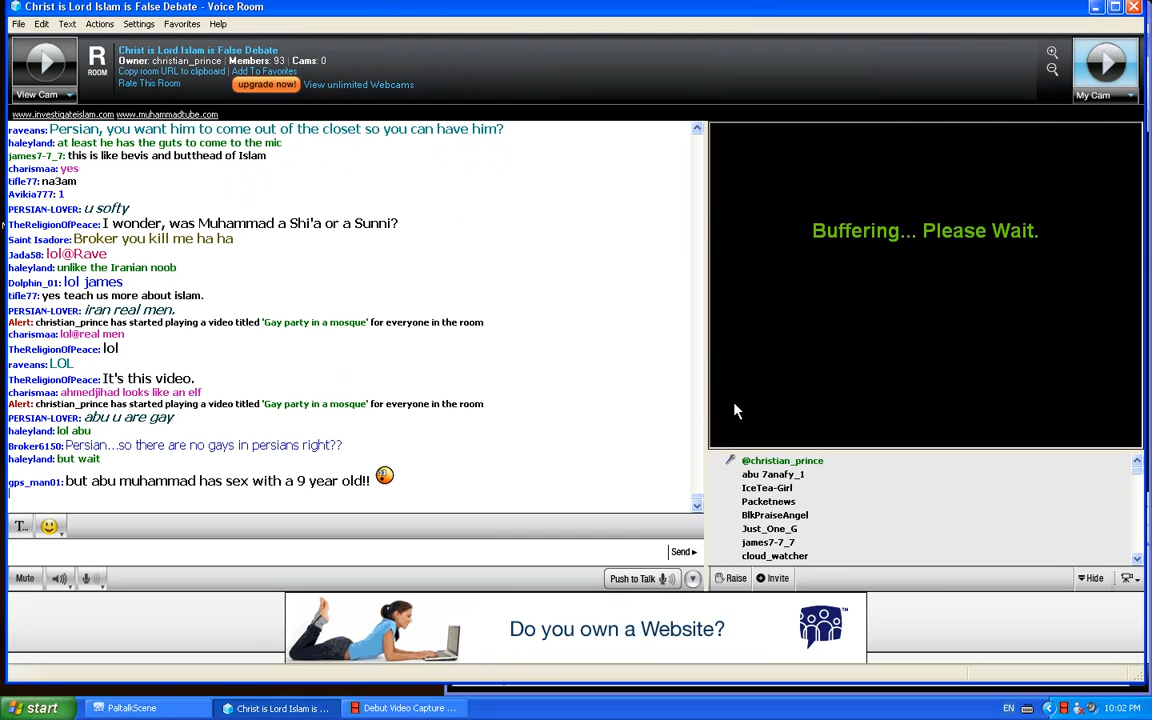 Christ is Lord Islam is False Debate - Voice Room
File Edit Text Actions Settings Favorites Help
View Cam
R
ROOM
Christ is Lord Islam is False Debate
Owner: christian_prince | Members: 93 | Cams: 0
Copy room URL to clipboard | Add To Favorites
Rate This Room
upgrade now! View unlimited Webcams
My Cam
www.investigateislam.com www.muhammadtube.com
raveans: Persian, you want him to come out of the closet so you can have him?
haleyland: at least he has the guts to come to the mic
james7-7_7: this is like bevis and butthead of Islam
charismaa: yes
tifle77: na3am
Avikia777: 1
PERSIAN-LOVER: u softy
TheReligionOfPeace: I wonder, was Muhammad a Shi'a or a Sunni?
Saint Isadore: Broker you kill me ha ha
Jada58: lol@Rave
haleyland: unlike the Iranian noob
Dolphin_01: lol james
tifle77: yes teach us more about islam.
PERSIAN-LOVER: iran real men.
Alert: christian_prince has started playing a video titled 'Gay party in a mosque' for everyone in the room
charismaa: lol@real men
TheReligionOfPeace: lol
raveans: LOL
TheReligionOfPeace: It's this video.
charismaa: ahmedjihad looks like an elf
Alert: christian_prince has started playing a video titled 'Gay party in a mosque' for everyone in the room
PERSIAN-LOVER: abu u are gay
haleyland: lol abu
Broker6150: Persian...so there are no gays in persians right??
haleyland: but wait
gps_man01: but abu muhammad has sex with a 9 year old!!
Buffering... Please Wait.
@christian_prince
abu 7anafy_1
IceTea-Girl
Packetnews
BlkPraiseAngel
Just_One_G
james7-7_7
cloud_watcher
T...
Send
Mute
Push to Talk
Raise
Invite
Hide
Do you own a Website?
TM
start
PaltalkScene
Christ is Lord Islam is ...
Debut Video Capture ...
EN
10:02 PM